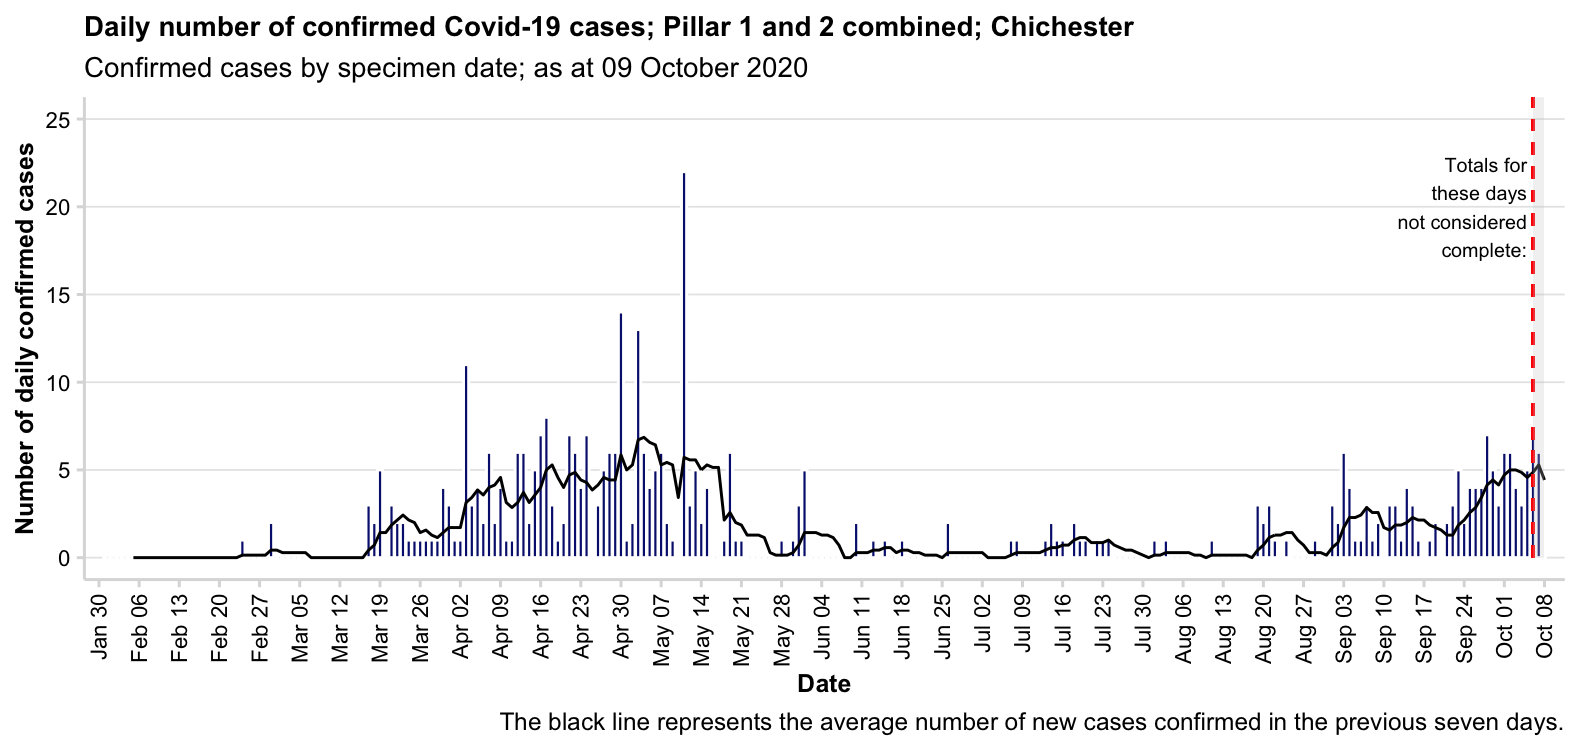 Daily number of confirmed Covid-19 cases; Pillar 1 and 2 combined; Chichester
Confirmed cases by specimen date; as at 09 October 2020
Number of daily confirmed cases
25
20
15
10
5
0
Totals for
these days
not considered
complete:
Jan 30
Feb 06
Feb 13
Feb 20
Feb 27
Mar 05
Mar 12
Mar 19
Mar 26
Apr 02
Apr 09
Apr 16
Apr 23
Apr 30
May 07
May 14
May 21
May 28
Jun 04
Jun 11
Jun 18
Jun 25
Jul 02
Jul 09
Jul 16
Jul 23
Jul 30
Aug 06
Aug 13
Aug 20
Aug 27
Sep 03
Sep 10
Sep 17
Sep 24
Oct 01
Oct 08
Date
The black line represents the average number of new cases confirmed in the previous seven days.